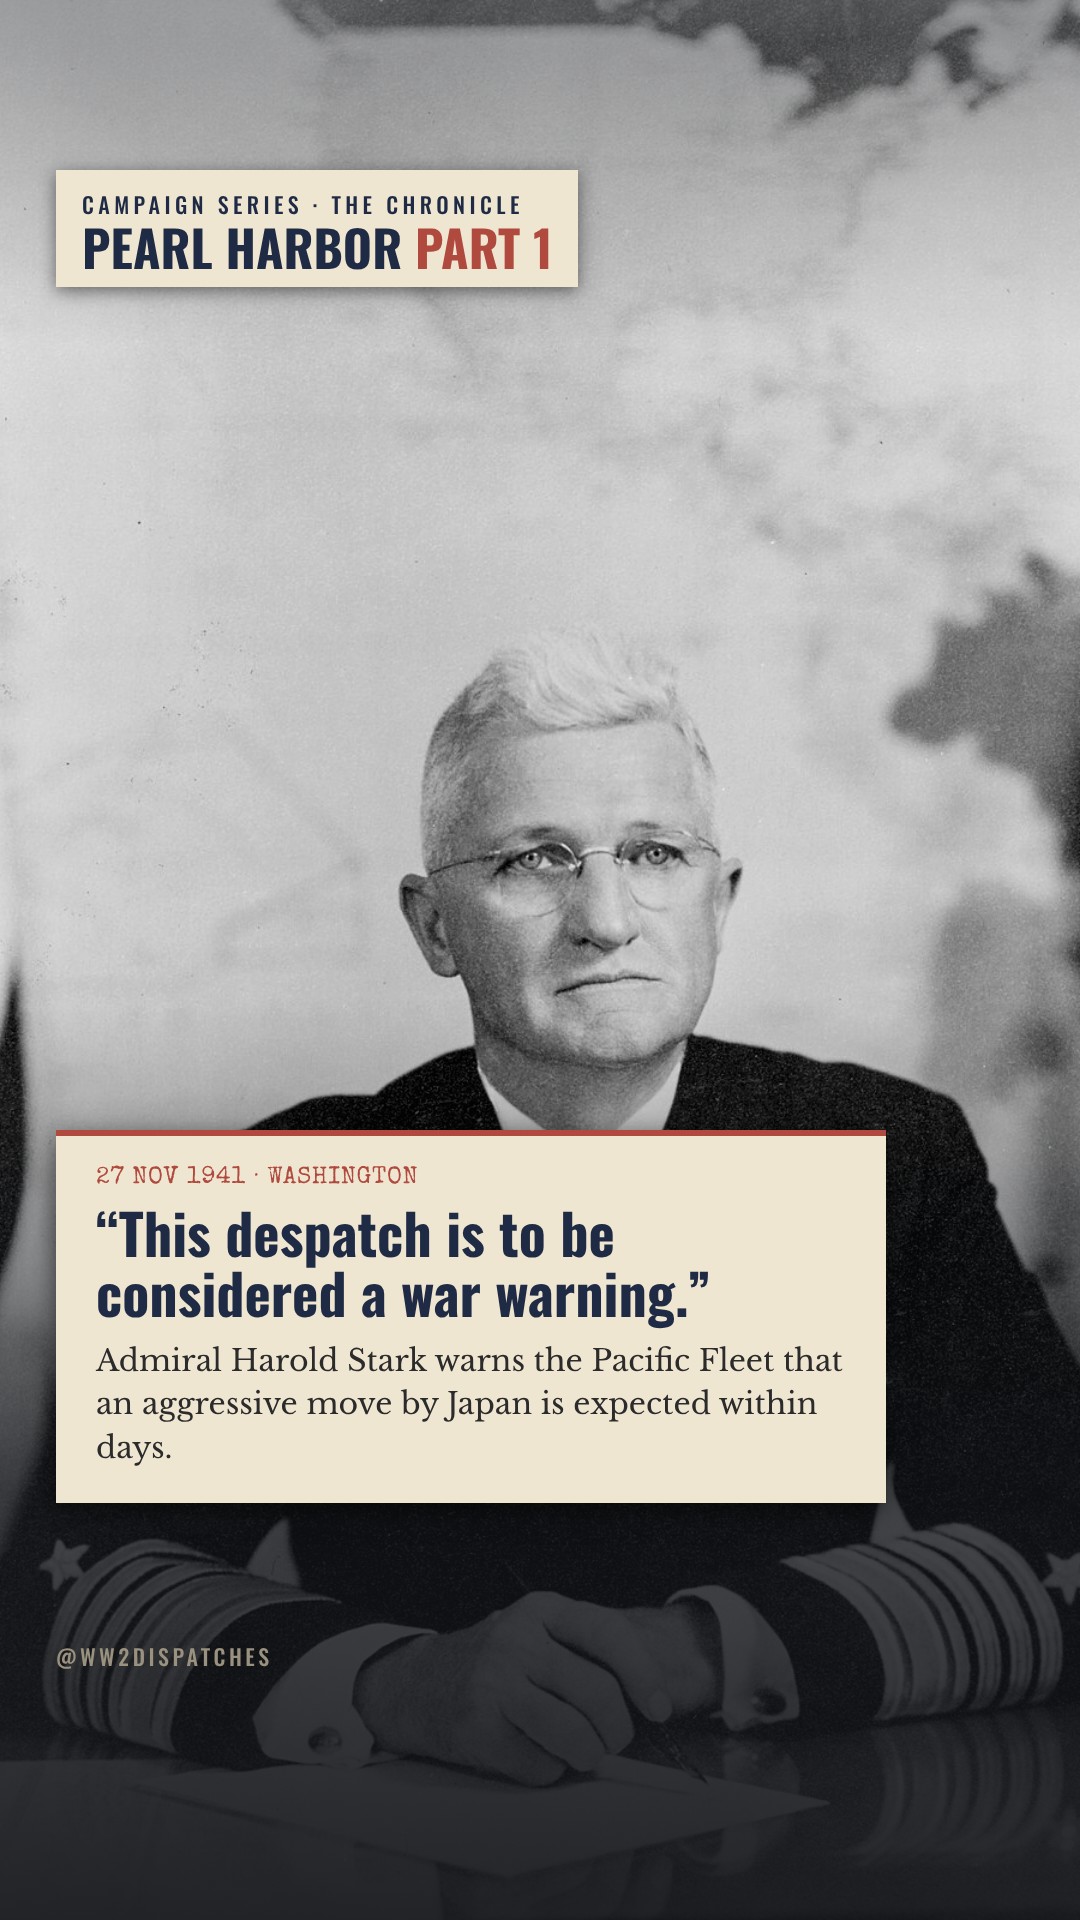 CAMPAIGN SERIES · THE CHRONICLE
PEARL HARBOR PART 1
27 NOV 1941 · WASHINGTON
“This despatch is to be
considered a war warning.”
Admiral Harold Stark warns the Pacific Fleet that
an aggressive move by Japan is expected within
days.
@WW2DISPATCHES